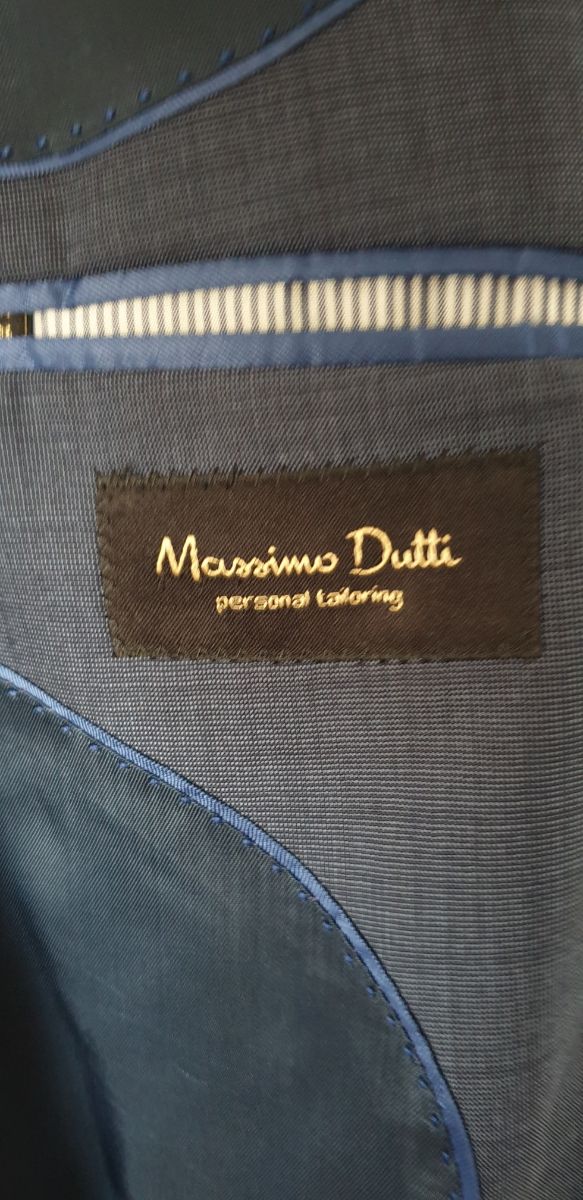 Massimo Dutti
personal tailoring